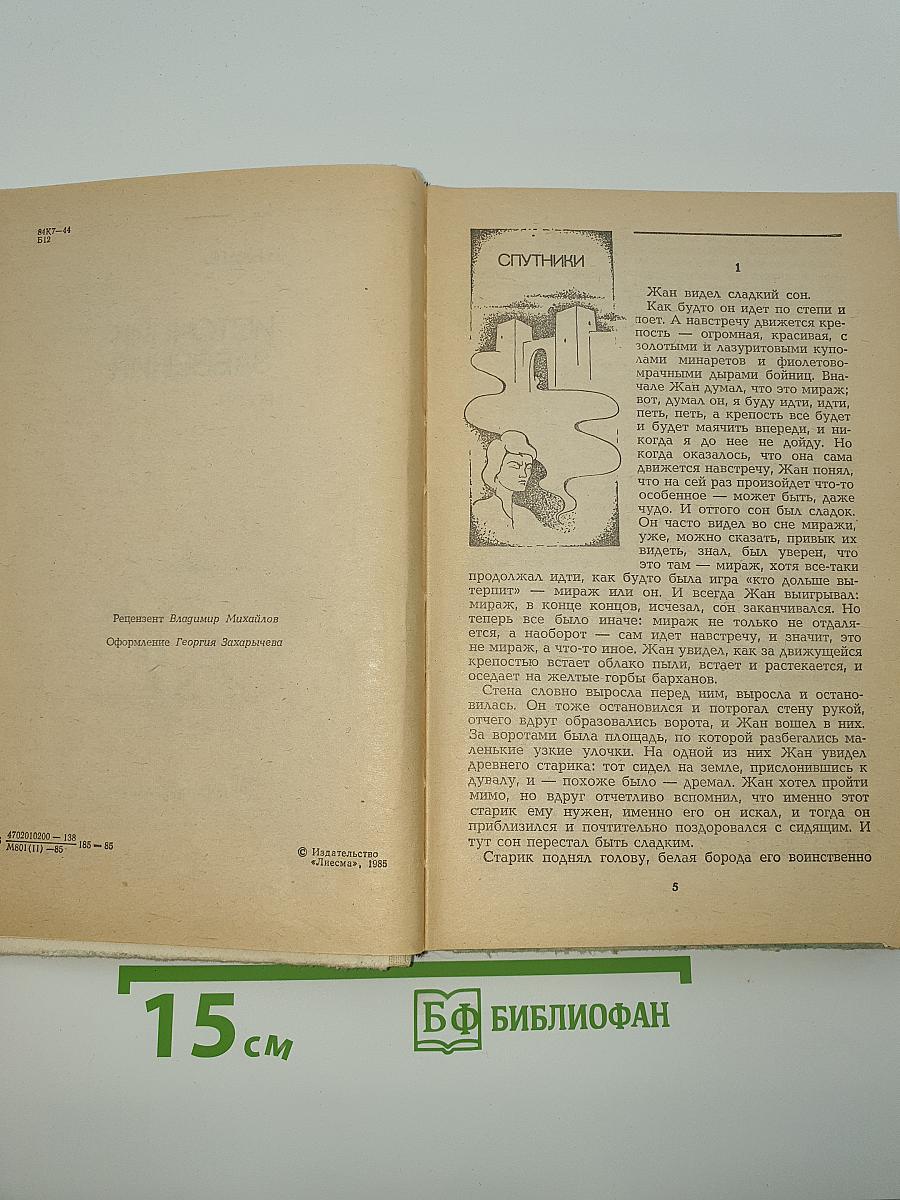 84К7—44
Б12
Рецензент Владимир Михайлов
Оформление Георгия Захарычева
4702010200 — 138
М801(11) —85
185 — 85
© Издательство
«Лиесма», 1985
СПУТНИКИ
1
Жан видел сладкий сон.
Как будто он идет по степи и
поет. А навстречу движется кре-
пость — огромная, красивая, с
золотыми и лазуритовыми купо-
лами минаретов и фиолетово-
мрачными дырами бойниц. Вна-
чале Жан думал, что это мираж;
вот, думал он, я буду идти, идти,
петь, петь, а крепость все будет
и будет маячить впереди, и ни-
когда я до нее не дойду. Но
когда оказалось, что она сама
движется навстречу, Жан понял,
что на сей раз произойдет что-то
особенное — может быть, даже
чудо. И оттого сон был сладок.
Он часто видел во сне миражи,
уже, можно сказать, привык их
видеть, знал, был уверен, что
это там — мираж, хотя все-таки
продолжал идти, как будто была игра «кто дольше вы-
терпит» — мираж или он. И всегда Жан выигрывал:
мираж, в конце концов, исчезал, сон заканчивался. Но
теперь все было иначе: мираж не только не отдаля-
ется, а наоборот — сам идет навстречу, и значит, это
не мираж, а что-то иное. Жан увидел, как за движущейся
крепостью встает облако пыли, встает и растекается, и
оседает на желтые горбы барханов.
Стена словно выросла перед ним, выросла и остано-
вилась. Он тоже остановился и потрогал стену рукой,
отчего вдруг образовались ворота, и Жан вошел в них.
За воротами была площадь, по которой разбегались ма-
ленькие узкие улочки. На одной из них Жан увидел
древнего старика: тот сидел на земле, прислонившись к
дувалу, и — похоже было — дремал. Жан хотел пройти
мимо, но вдруг отчетливо вспомнил, что именно этот
старик ему нужен, именно его он искал, и тогда он
приблизился и почтительно поздоровался с сидящим. И
тут сон перестал быть сладким.
Старик поднял голову, белая борода его воинственно
5
15 см
БФ БИБЛИОФАН